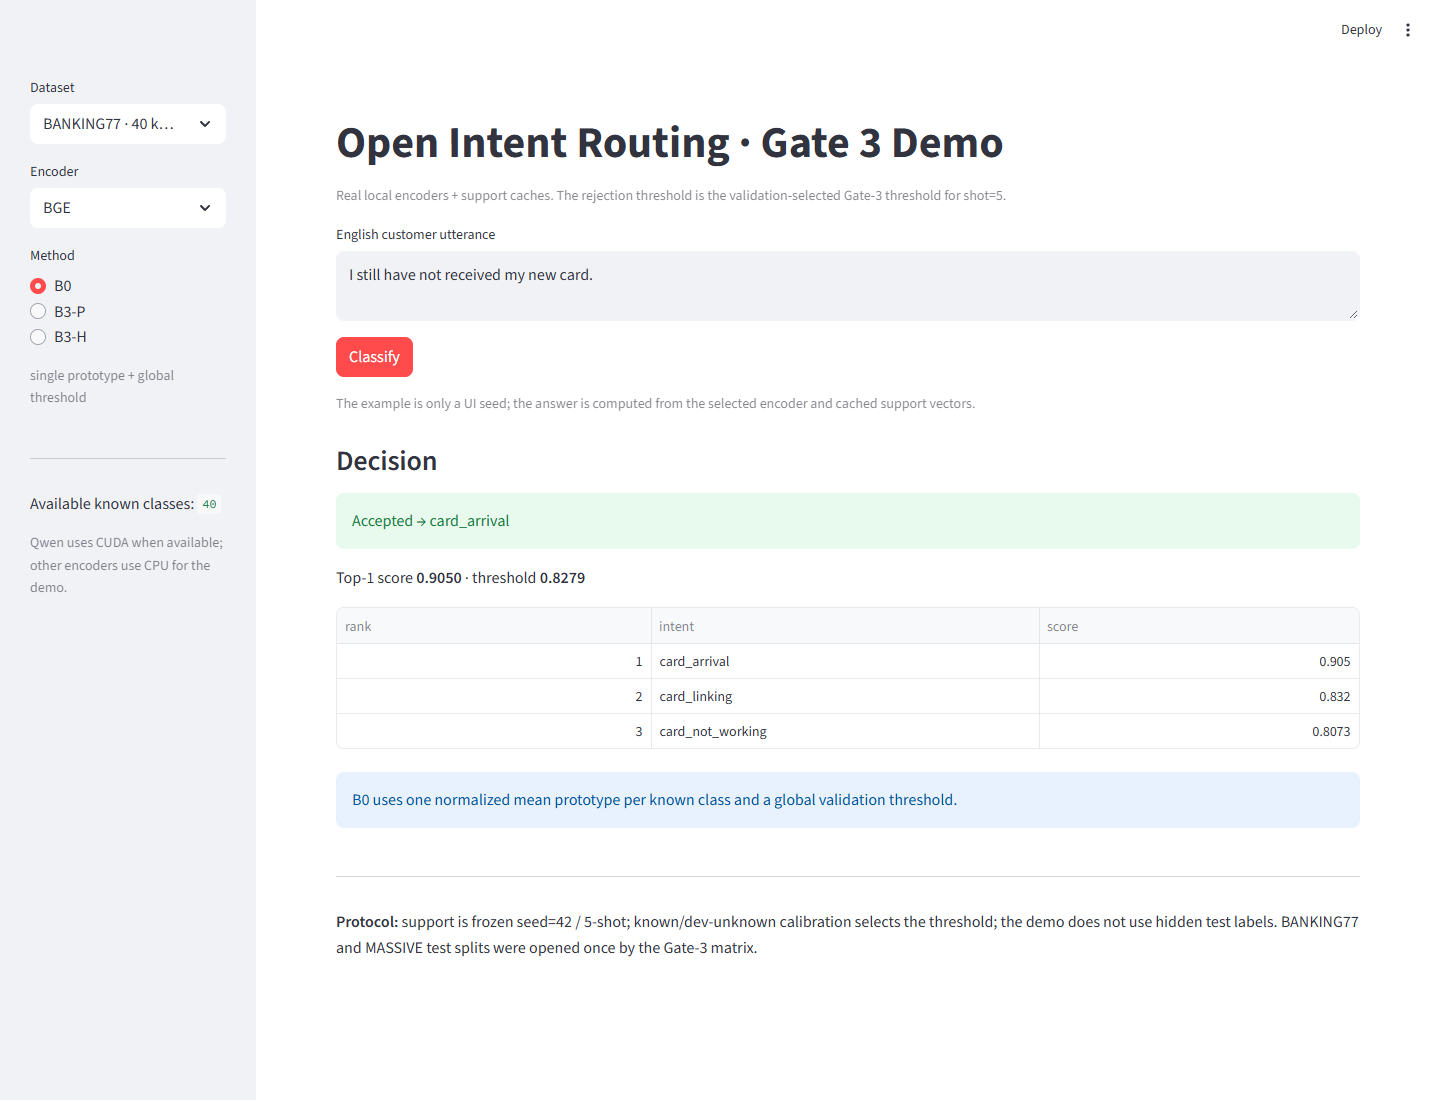 Deploy
Dataset
BANKING77 · 40 k...
Encoder
BGE
Method
B0
B3-P
B3-H
single prototype + global
threshold
Available known classes: 40
Qwen uses CUDA when available;
other encoders use CPU for the
demo.
Open Intent Routing · Gate 3 Demo
Real local encoders + support caches. The rejection threshold is the validation-selected Gate-3 threshold for shot=5.
English customer utterance
I still have not received my new card.
Classify
The example is only a UI seed; the answer is computed from the selected encoder and cached support vectors.
Decision
Accepted → card_arrival
Top-1 score 0.9050 · threshold 0.8279
rank intent score
1 card_arrival 0.905
2 card_linking 0.832
3 card_not_working 0.8073
B0 uses one normalized mean prototype per known class and a global validation threshold.
Protocol: support is frozen seed=42 / 5-shot; known/dev-unknown calibration selects the threshold; the demo does not use hidden test labels. BANKING77
and MASSIVE test splits were opened once by the Gate-3 matrix.